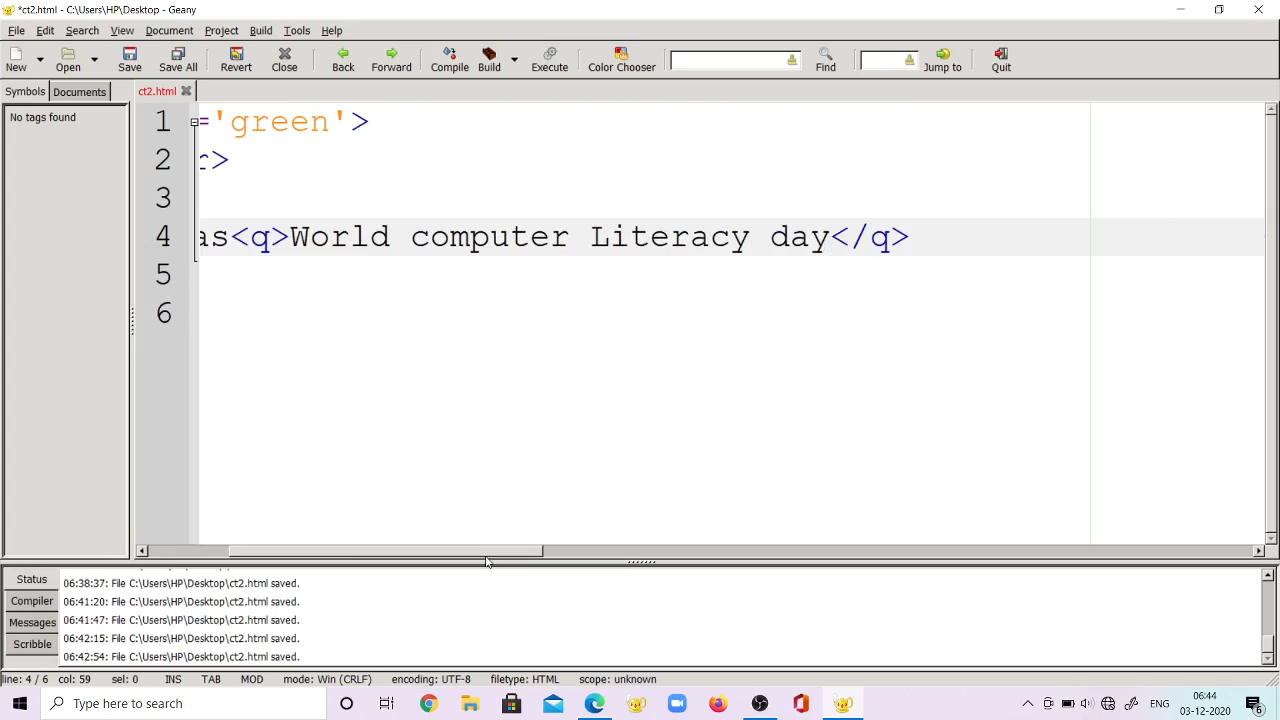 *ct2.html - C:\Users\HP\Desktop - Geany
File Edit Search View Document Project Build Tools Help
New Open Save Save All Revert Close Back Forward Compile Build Execute Color Chooser Find Jump to Quit
Symbols Documents ct2.html
No tags found
1 ='green'>
2 r>
3
4 as<q>World computer Literacy day</q>
5
6
Status 06:38:37: File C:\Users\HP\Desktop\ct2.html saved.
Compiler 06:41:20: File C:\Users\HP\Desktop\ct2.html saved.
Messages 06:41:47: File C:\Users\HP\Desktop\ct2.html saved.
Scribble 06:42:15: File C:\Users\HP\Desktop\ct2.html saved.
06:42:54: File C:\Users\HP\Desktop\ct2.html saved.
line: 4 / 6 col: 59 sel: 0 INS TAB MOD mode: Win (CRLF) encoding: UTF-8 filetype: HTML scope: unknown
Type here to search ENG 06:44
03-12-2020 6